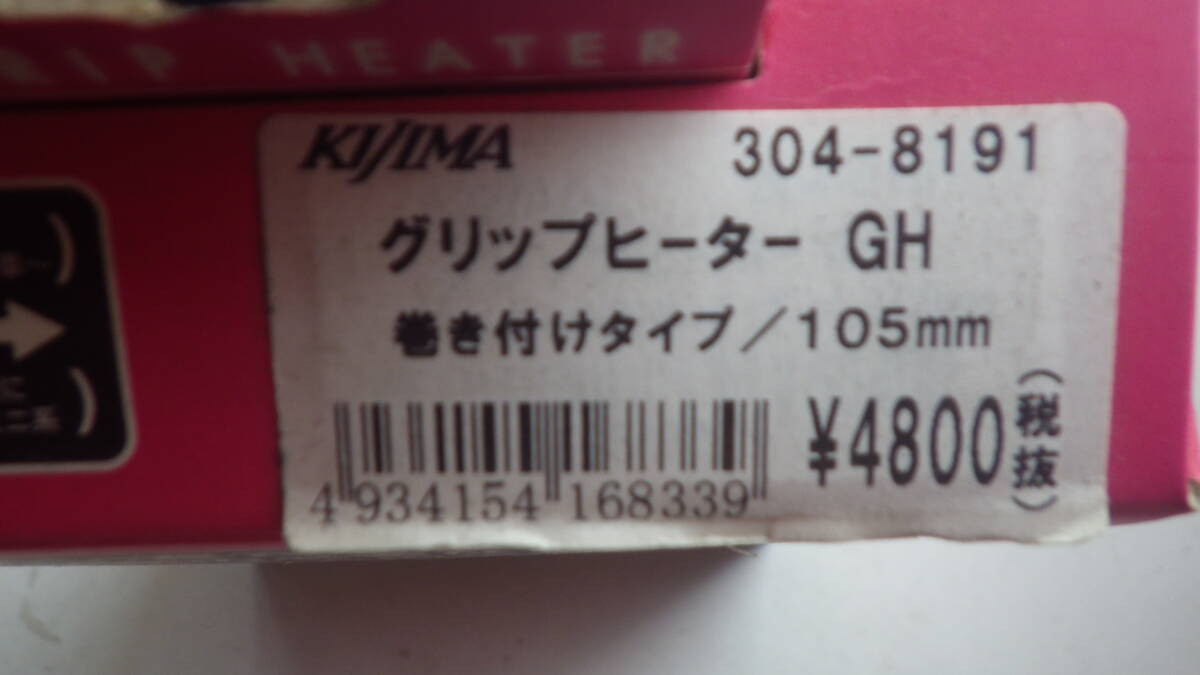 RIP HEATER
KIJIMA 304-8191
グリップヒーター GH
巻き付けタイプ/105mm
¥4800(税抜)
4 934154 168339